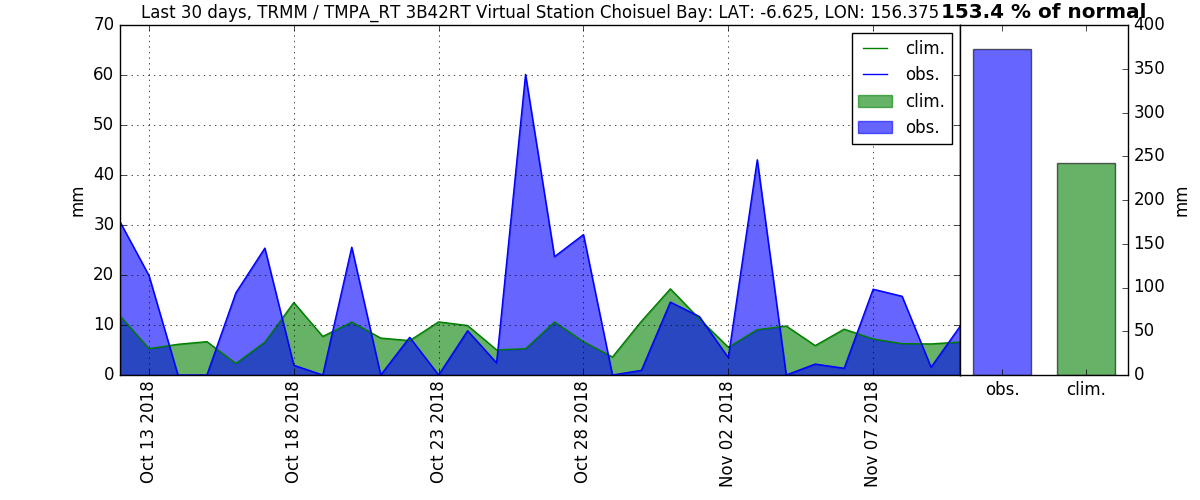 Last 30 days, TRMM / TMPA_RT 3B42RT Virtual Station Choisuel Bay: LAT: -6.625, LON: 156.375
153.4 % of normal
70
60
50
40
30
20
10
0
mm
clim.
obs.
clim.
obs.
Oct 13 2018
Oct 18 2018
Oct 23 2018
Oct 28 2018
Nov 02 2018
Nov 07 2018
400
350
300
250
200
150
100
50
0
mm
obs.
clim.